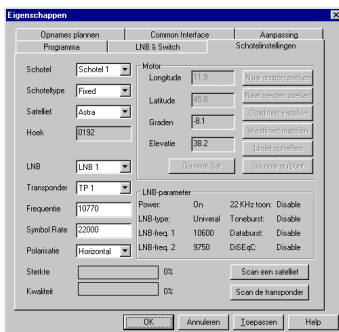 Eigenschappen
Opnames plannen
Common Interface
Aanpassing
Programma
LNB & Switch
Schotelinstellingen
Schotel
Schotel 1
Schoteltype
Fixed
Satelliet
Astra
Hoek
0192
LNB
LNB 1
Transponder
TP 1
Frequentie
10770
Symbol Rate
22000
Polarisatie
Horizontal
Sterkte
0%
Kwaliteit
0%
Motor
Longitude
11.9
Latitude
45.0
Graden
-8.1
Elevatie
38.2
Naar oosten zoeken
Naar westen zoeken
Oostlimiet instellen
Westlimiet instellen
Limiet opheffen
Ga naar Sat
Ga naar nulpunt
LNB-parameter
Power: On 22 KHz toon: Disable
LNB-type: Univeral Toneburst: Disable
LNB-freq. 1 10600 Databurst: Disable
LNB-freq. 2 9750 DiSEqC: Disable
Scan een satelliet
Scan de transponder
OK
Annuleren
Toepassen
Help